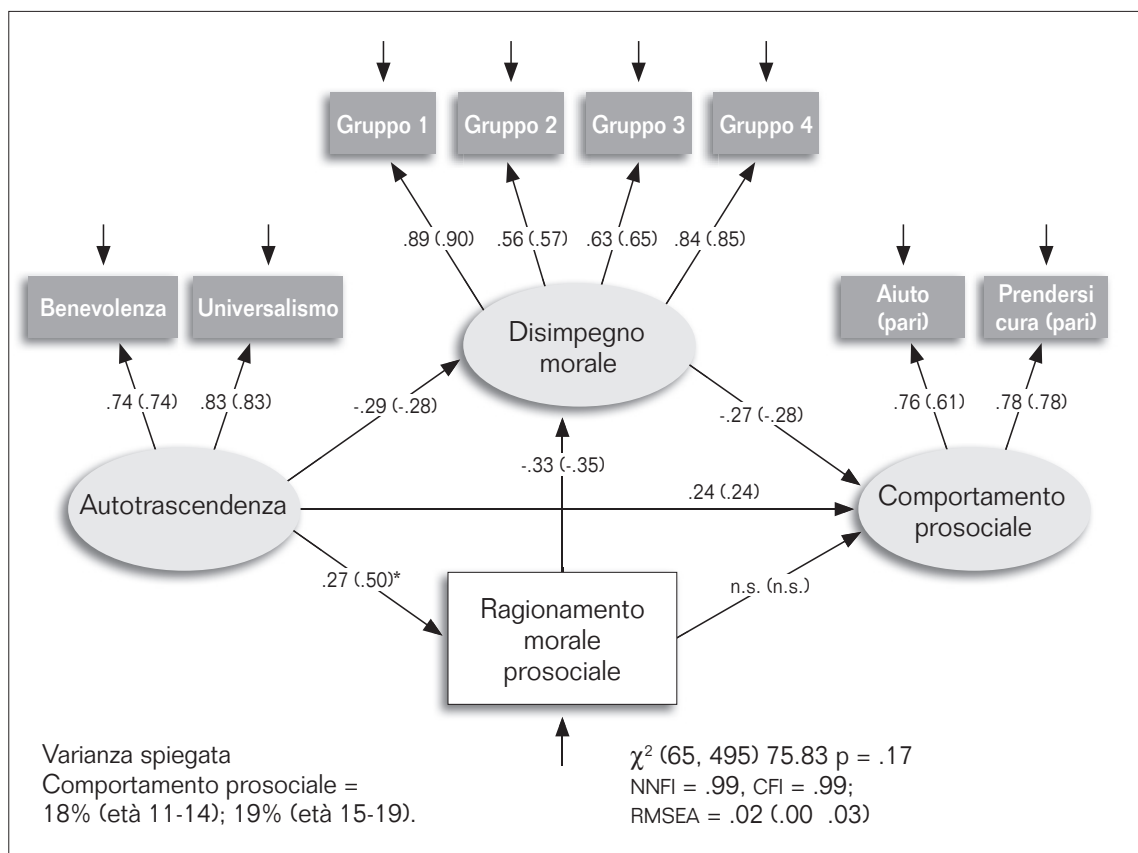 Gruppo 1
Gruppo 2
Gruppo 3
Gruppo 4
.89 (.90)
.56 (.57)
.63 (.65)
.84 (.85)
Benevolenza
Universalismo
Aiuto
(pari)
Prendersi
cura (pari)
Disimpegno
morale
.74 (.74)
.83 (.83)
-.29 (-.28)
-.27 (-.28)
.76 (.61)
.78 (.78)
-.33 (-.35)
Autotrascendenza
.24 (.24)
Comportamento
prosociale
.27 (.50)*
n.s. (n.s.)
Ragionamento
morale
prosociale
Varianza spiegata
Comportamento prosociale =
18% (età 11-14); 19% (età 15-19).
χ² (65, 495) 75.83 p = .17
NNFI = .99, CFI = .99;
RMSEA = .02 (.00 .03)